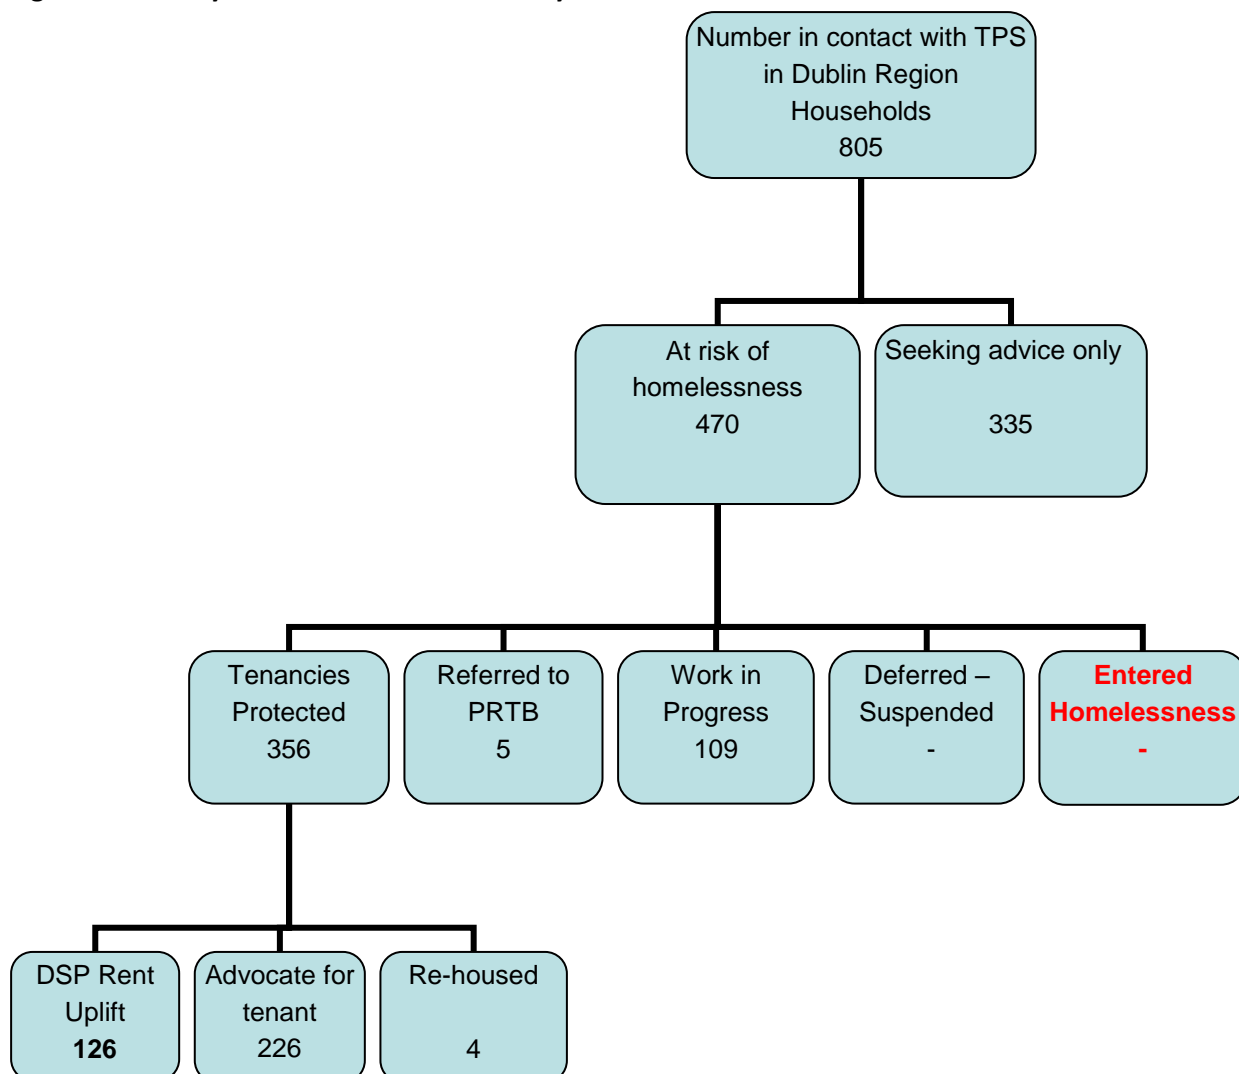 Number in contact with TPS
in Dublin Region
Households
805
At risk of
homelessness
470
Seeking advice only
335
Tenancies
Protected
356
Referred to
PRTB
5
Work in
Progress
109
Deferred –
Suspended
-
Entered
Homelessness
-
DSP Rent
Uplift
126
Advocate for
tenant
226
Re-housed
4